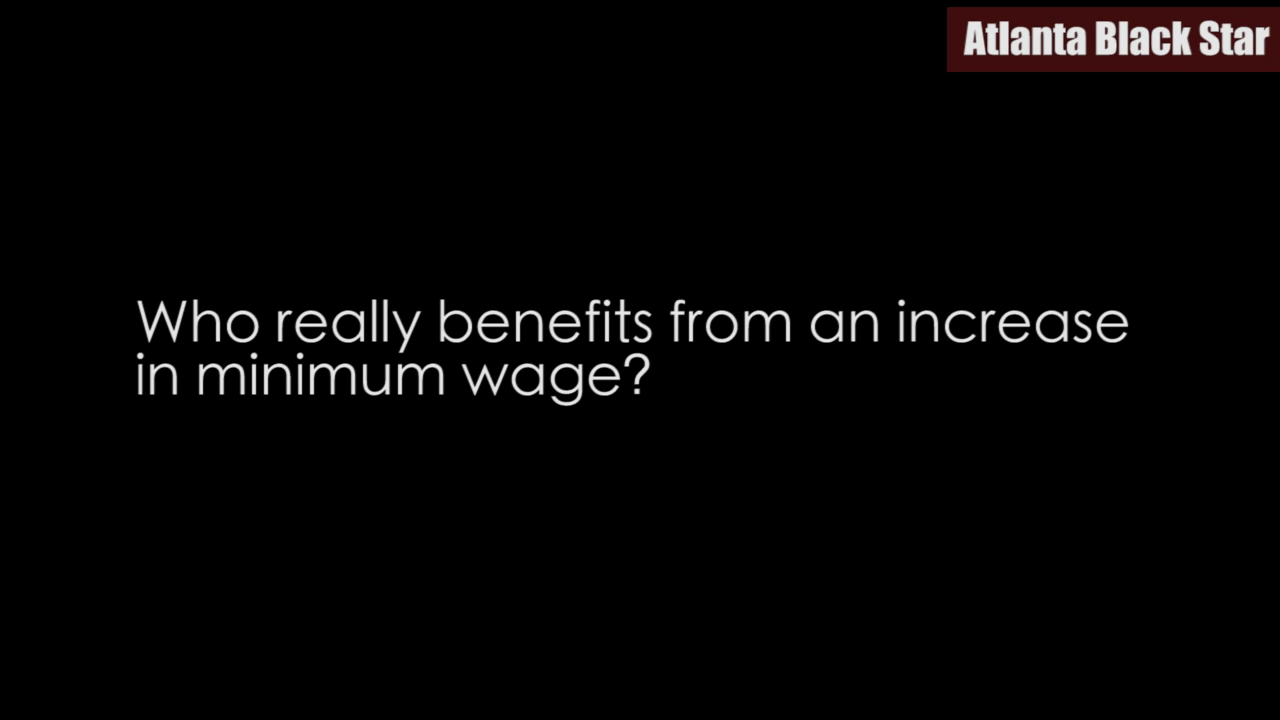 Atlanta Black Star
Who really benefits from an increase
in minimum wage?